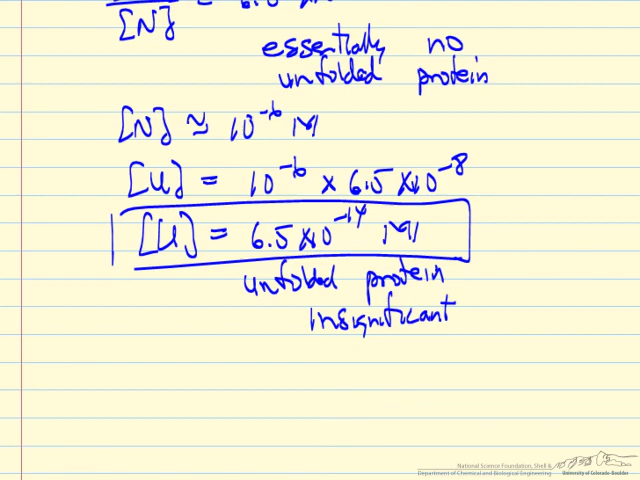 [N]
essentially no
unfolded protein
[N] ≈ 10⁻⁶ M
[U] = 10⁻⁶ × 6.5 × 10⁻⁸
[U] = 6.5 × 10⁻¹⁴ M
unfolded protein
insignificant
National Science Foundation, Shell &
Department of Chemical and Biological Engineering
University of Colorado-Boulder